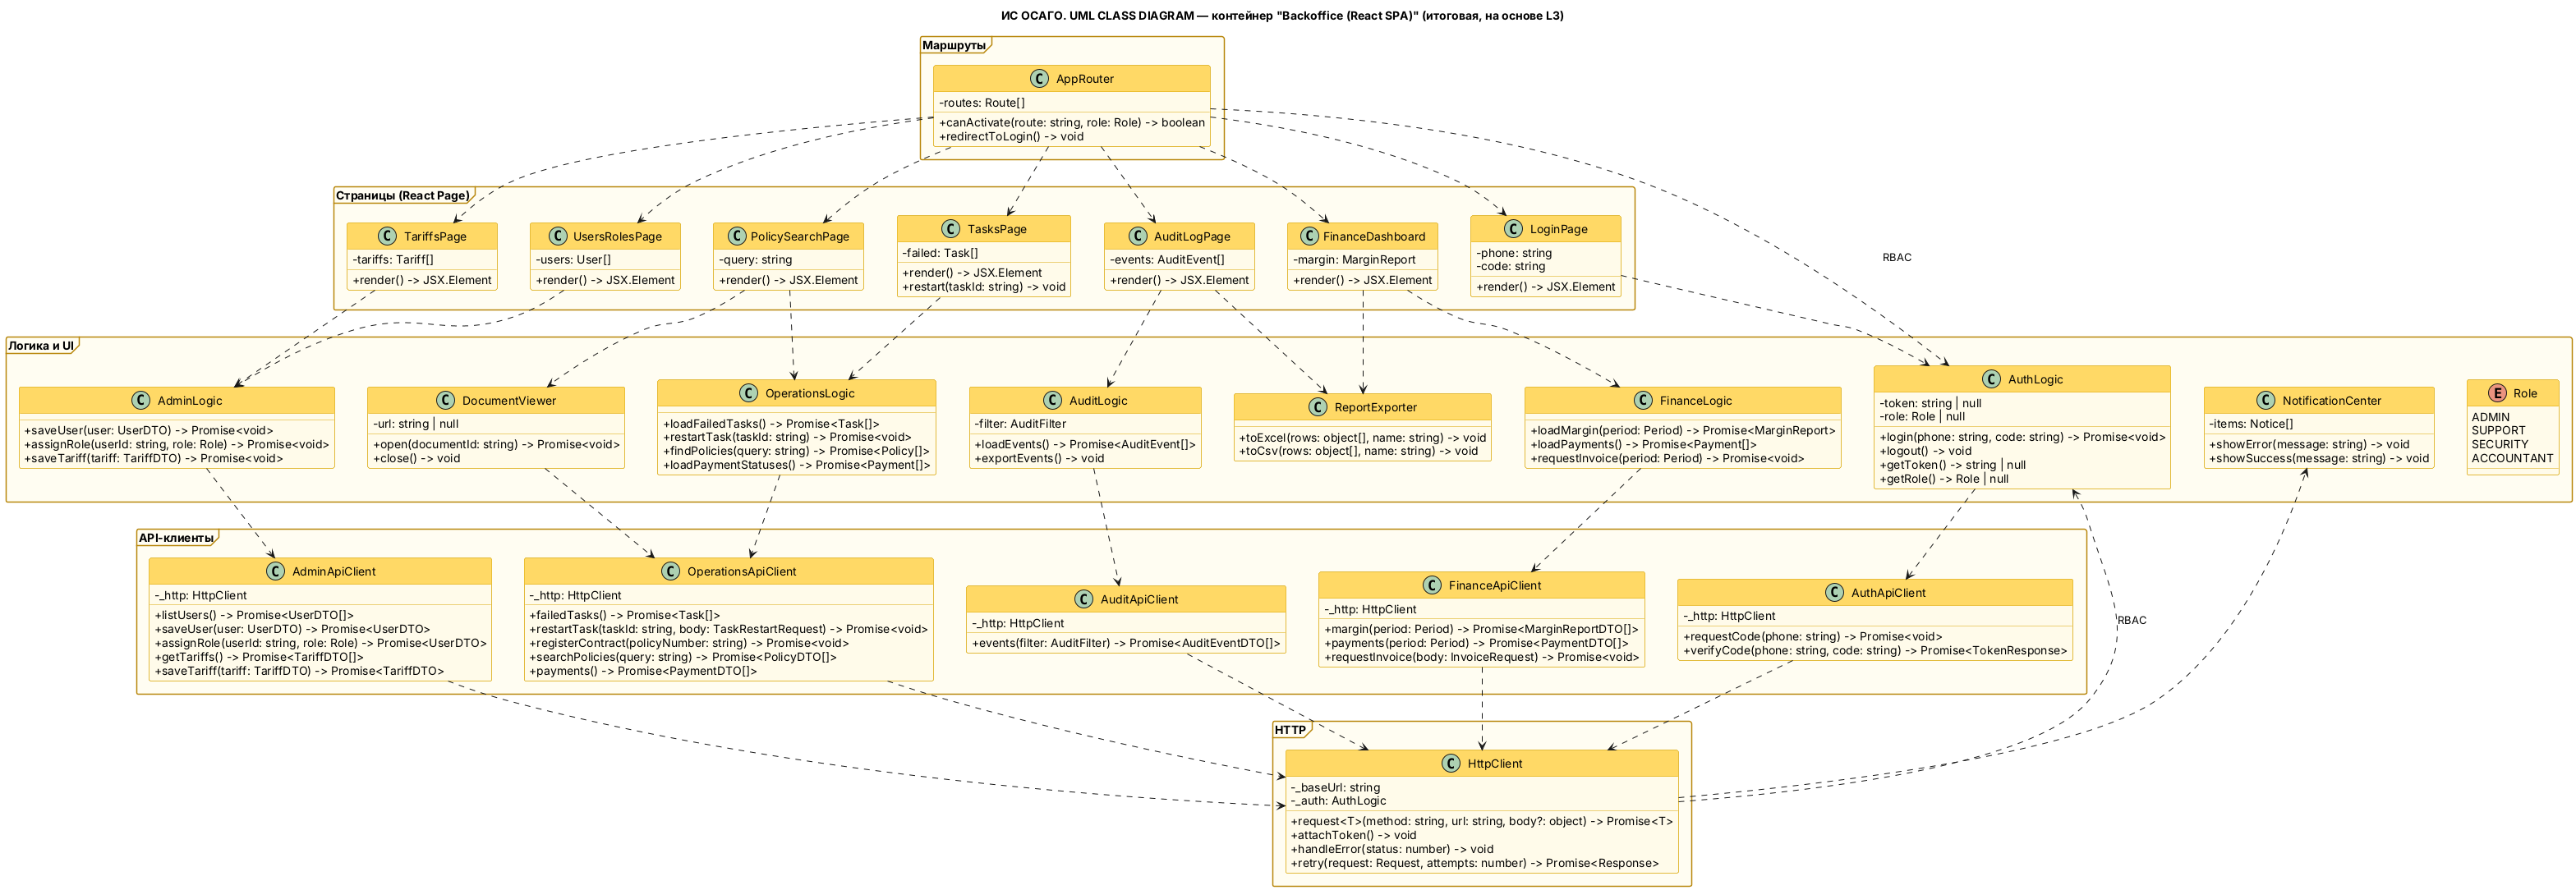 ИС ОСАГО. UML CLASS DIAGRAM — контейнер "Backoffice (React SPA)" (итоговая, на основе L3)
Маршруты
C AppRouter
-routes: Route[]
+canActivate(route: string, role: Role) -> boolean
+redirectToLogin() -> void
RBAC
Страницы (React Page)
C TariffsPage
-tariffs: Tariff[]
+render() -> JSX.Element
C UsersRolesPage
-users: User[]
+render() -> JSX.Element
C PolicySearchPage
-query: string
+render() -> JSX.Element
C TasksPage
-failed: Task[]
+render() -> JSX.Element
+restart(taskId: string) -> void
C AuditLogPage
-events: AuditEvent[]
+render() -> JSX.Element
C FinanceDashboard
-margin: MarginReport
+render() -> JSX.Element
C LoginPage
-phone: string
-code: string
+render() -> JSX.Element
Логика и UI
C AdminLogic
+saveUser(user: UserDTO) -> Promise<void>
+assignRole(userId: string, role: Role) -> Promise<void>
+saveTariff(tariff: TariffDTO) -> Promise<void>
C DocumentViewer
-url: string | null
+open(documentId: string) -> Promise<void>
+close() -> void
C OperationsLogic
+loadFailedTasks() -> Promise<Task[]>
+restartTask(taskId: string) -> Promise<void>
+findPolicies(query: string) -> Promise<Policy[]>
+loadPaymentStatuses() -> Promise<Payment[]>
C AuditLogic
-filter: AuditFilter
+loadEvents() -> Promise<AuditEvent[]>
+exportEvents() -> void
C ReportExporter
+toExcel(rows: object[], name: string) -> void
+toCsv(rows: object[], name: string) -> void
C FinanceLogic
+loadMargin(period: Period) -> Promise<MarginReport>
+loadPayments() -> Promise<Payment[]>
+requestInvoice(period: Period) -> Promise<void>
C AuthLogic
-token: string | null
-role: Role | null
+login(phone: string, code: string) -> Promise<void>
+logout() -> void
+getToken() -> string | null
+getRole() -> Role | null
C NotificationCenter
-items: Notice[]
+showError(message: string) -> void
+showSuccess(message: string) -> void
E Role
ADMIN
SUPPORT
SECURITY
ACCOUNTANT
API-клиенты
C AdminApiClient
-_http: HttpClient
+listUsers() -> Promise<UserDTO[]>
+saveUser(user: UserDTO) -> Promise<UserDTO>
+assignRole(userId: string, role: Role) -> Promise<UserDTO>
+getTariffs() -> Promise<TariffDTO[]>
+saveTariff(tariff: TariffDTO) -> Promise<TariffDTO>
C OperationsApiClient
-_http: HttpClient
+failedTasks() -> Promise<Task[]>
+restartTask(taskId: string, body: TaskRestartRequest) -> Promise<void>
+registerContract(policyNumber: string) -> Promise<void>
+searchPolicies(query: string) -> Promise<PolicyDTO[]>
+payments() -> Promise<PaymentDTO[]>
C AuditApiClient
-_http: HttpClient
+events(filter: AuditFilter) -> Promise<AuditEventDTO[]>
C FinanceApiClient
-_http: HttpClient
+margin(period: Period) -> Promise<MarginReportDTO[]>
+payments(period: Period) -> Promise<PaymentDTO[]>
+requestInvoice(body: InvoiceRequest) -> Promise<void>
C AuthApiClient
-_http: HttpClient
+requestCode(phone: string) -> Promise<void>
+verifyCode(phone: string, code: string) -> Promise<TokenResponse>
RBAC
HTTP
C HttpClient
-_baseUrl: string
-_auth: AuthLogic
+request<T>(method: string, url: string, body?: object) -> Promise<T>
+attachToken() -> void
+handleError(status: number) -> void
+retry(request: Request, attempts: number) -> Promise<Response>